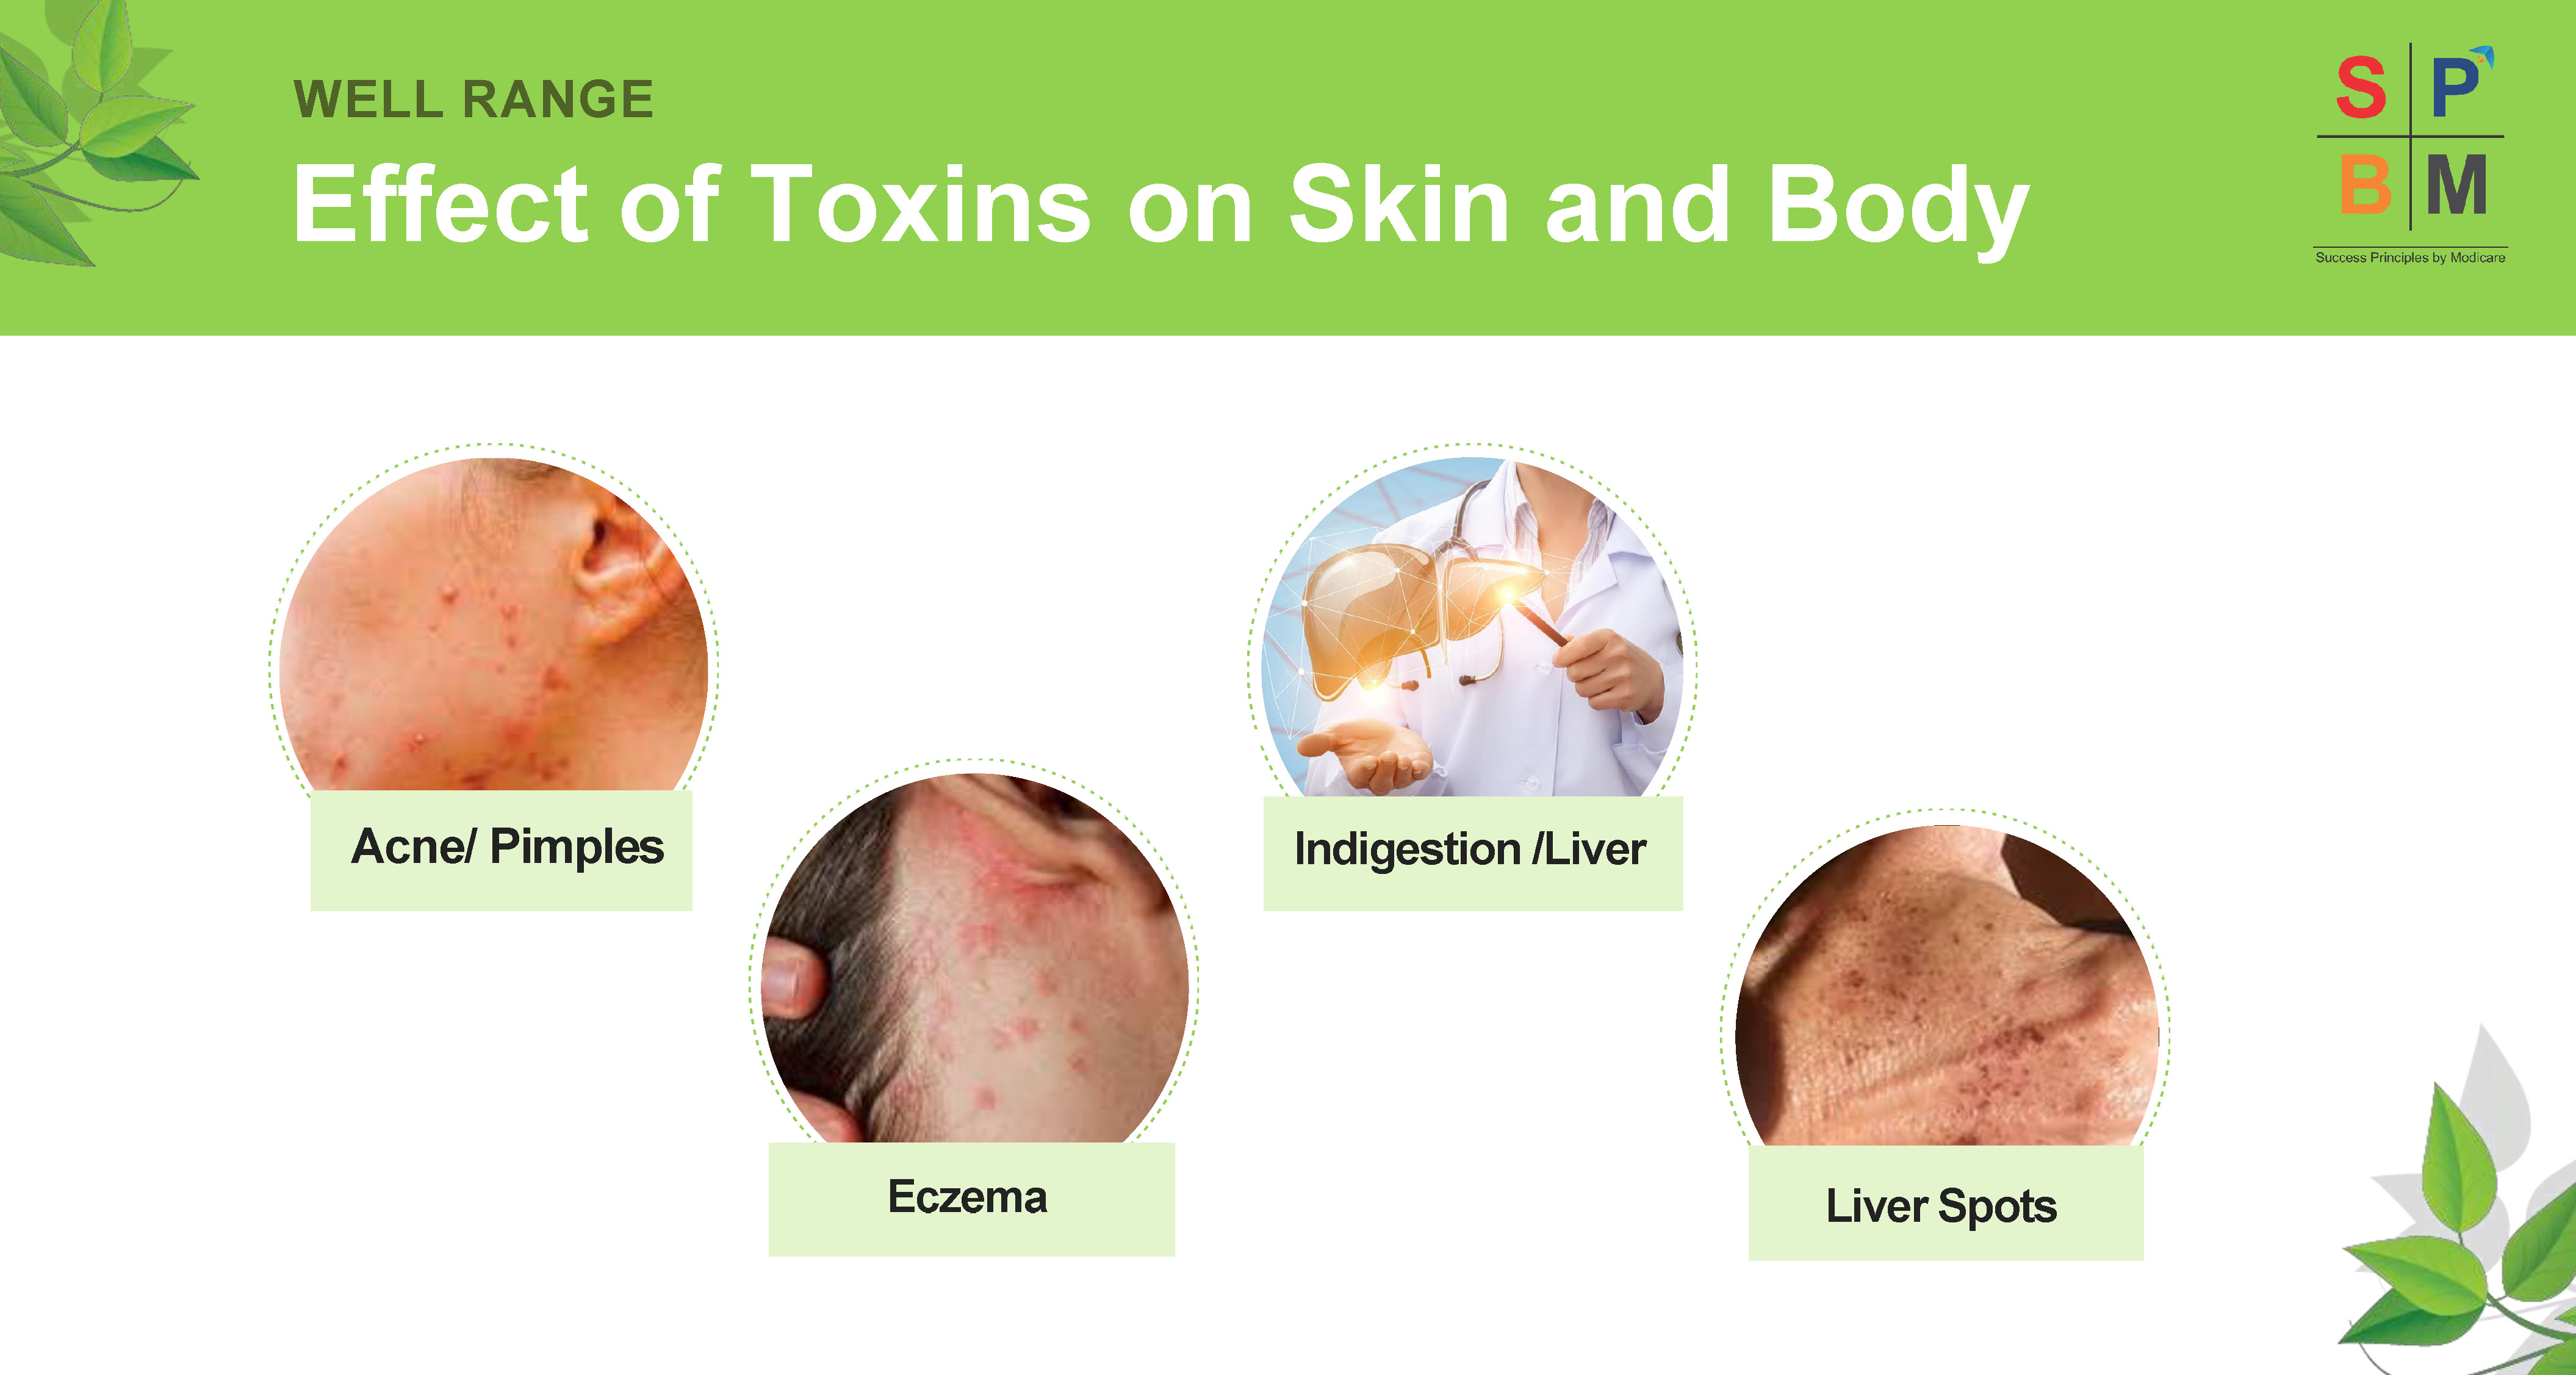 WELL RANGE
Effect of Toxins on Skin and Body
S P
B M
Success Principles by Modicare
Acne/ Pimples
Indigestion /Liver
Eczema
Liver Spots